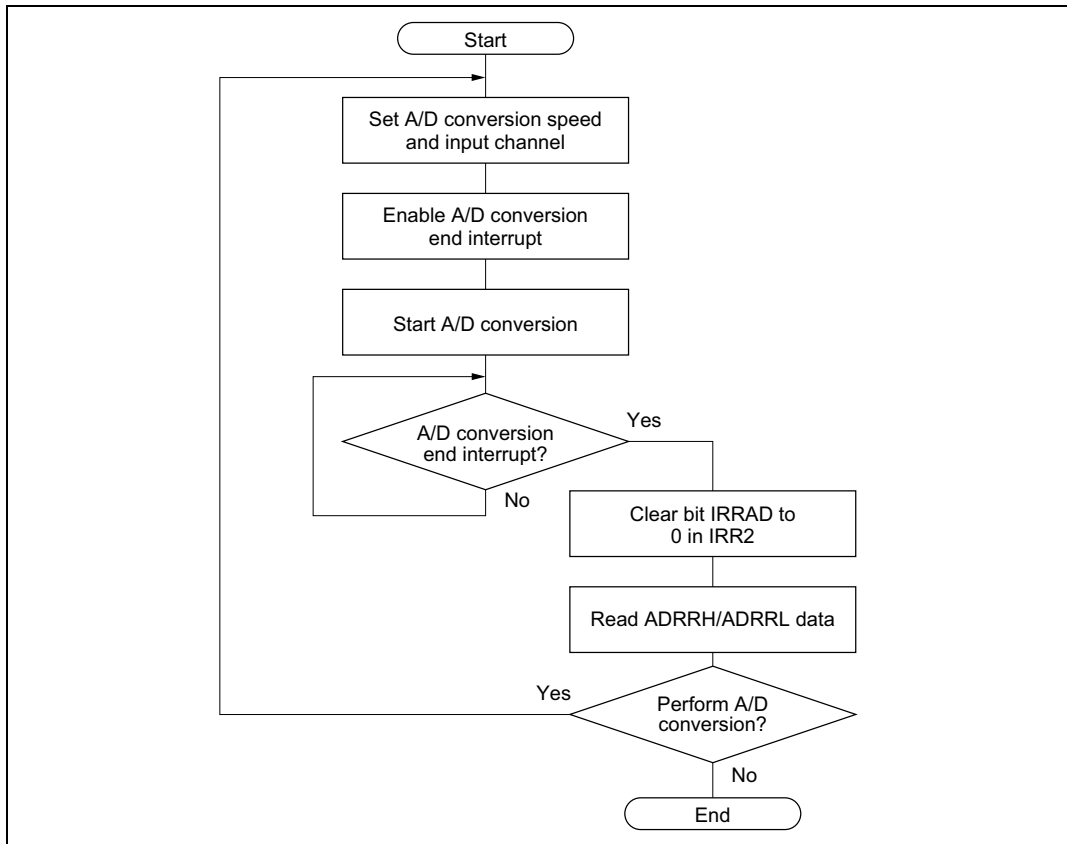 Start
Set A/D conversion speed
and input channel
Enable A/D conversion
end interrupt
Start A/D conversion
A/D conversion
end interrupt?
Yes
No
Clear bit IRRAD to
0 in IRR2
Read ADRRH/ADRRL data
Yes
Perform A/D
conversion?
No
End